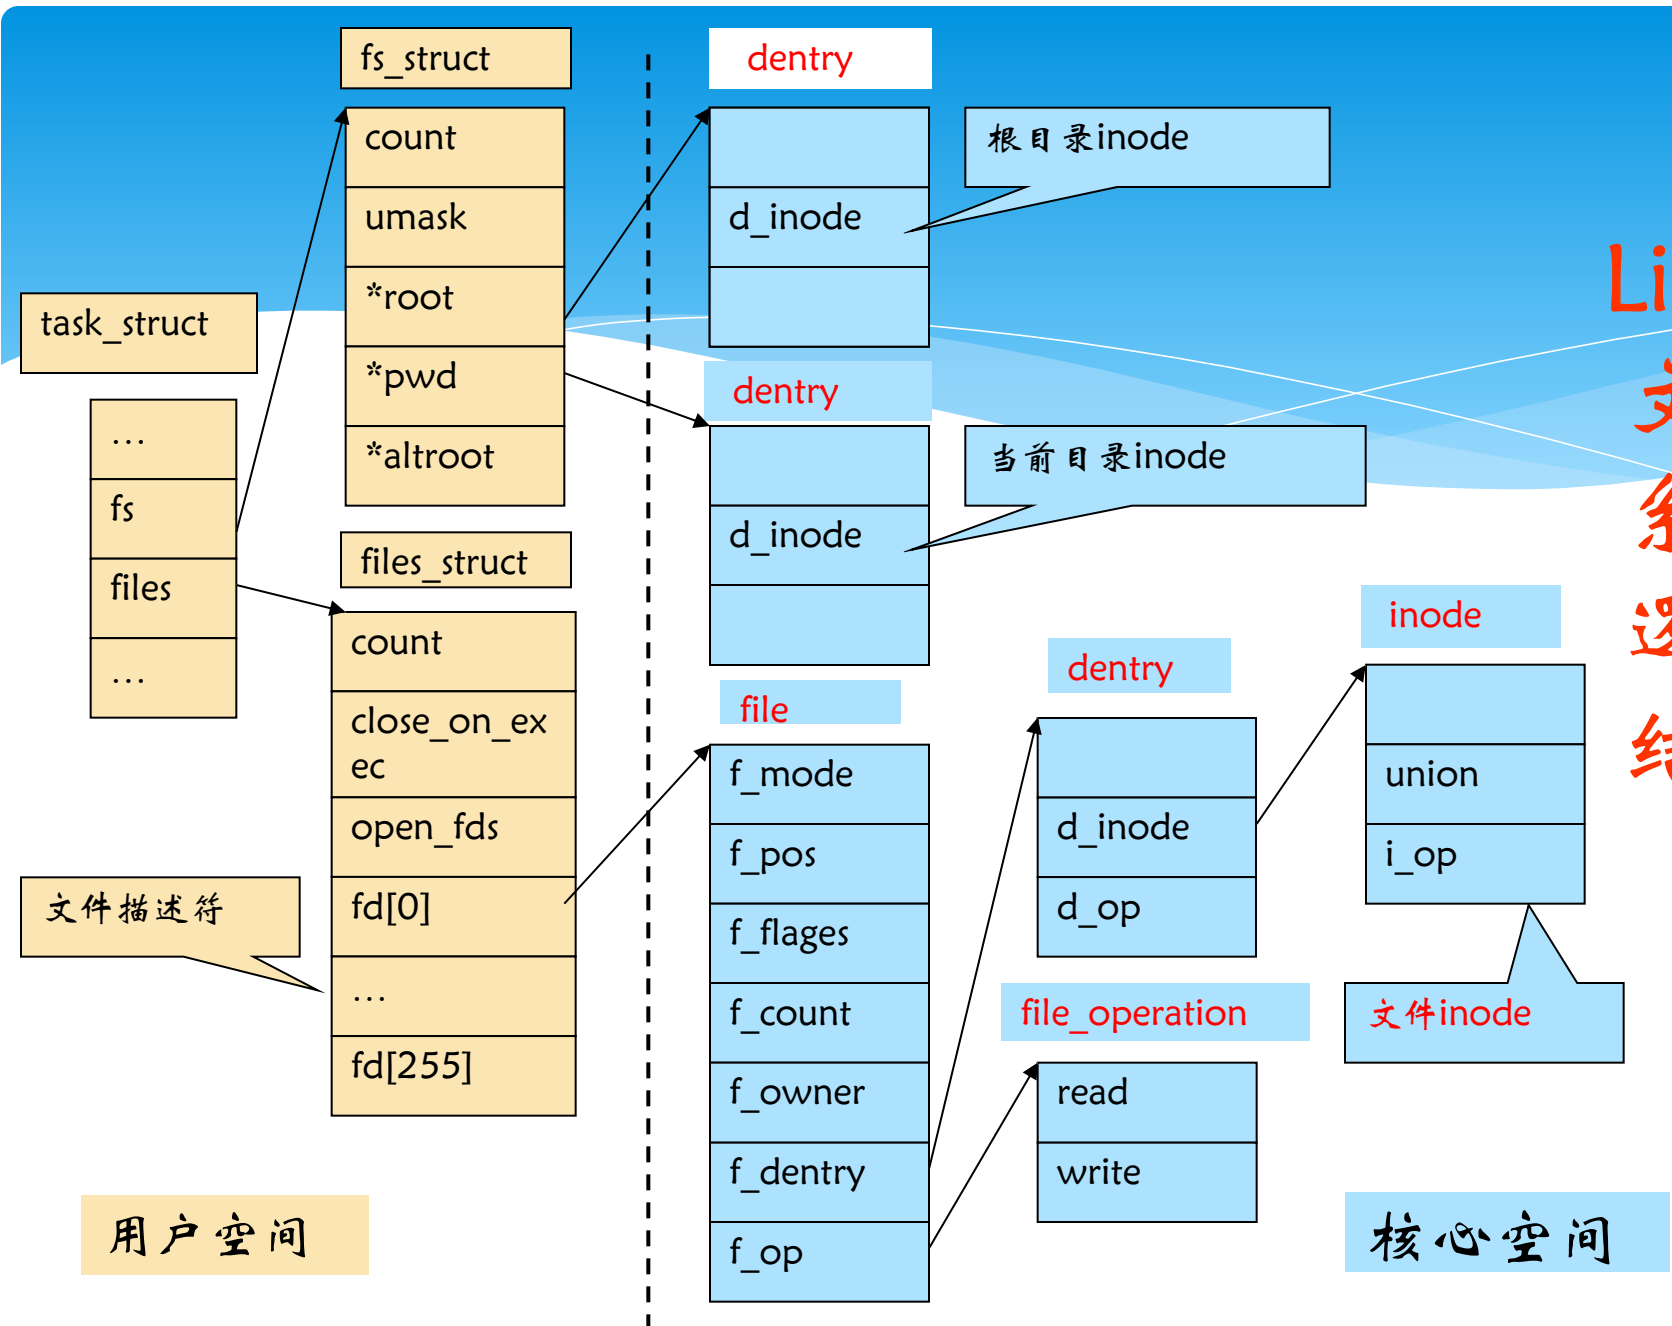 fs_struct
count
umask
*root
*pwd
*altroot
task_struct
…
fs
files
…
files_struct
count
close_on_ex
ec
open_fds
fd[0]
…
fd[255]
文件描述符
用户空间
dentry
d_inode
根目录inode
dentry
d_inode
当前目录inode
file
f_mode
f_pos
f_flages
f_count
f_owner
f_dentry
f_op
dentry
d_inode
d_op
file_operation
read
write
inode
union
i_op
文件inode
核心空间
Li